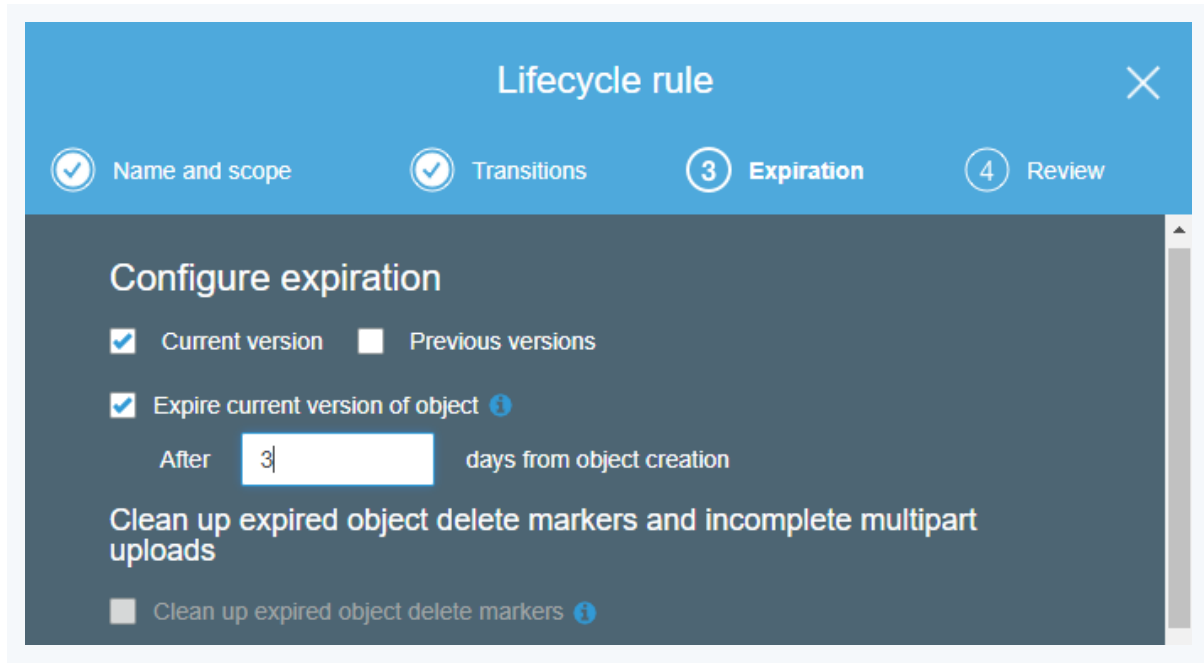 Lifecycle rule
Name and scope
Transitions
3 Expiration
4 Review
Configure expiration
Current version Previous versions
Expire current version of object
After 3 days from object creation
Clean up expired object delete markers and incomplete multipart
uploads
Clean up expired object delete markers